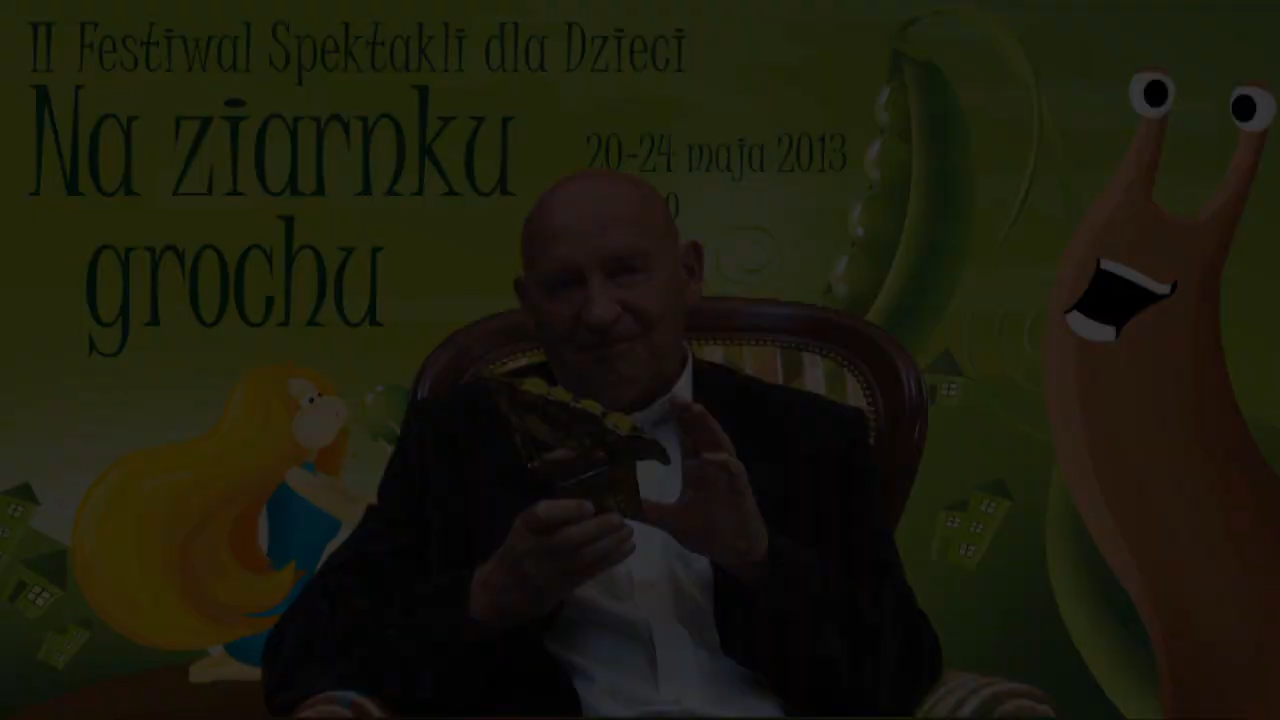 II Festiwal Spektakli dla Dzieci
Na ziarnku
grochu
20-24 maja 2013